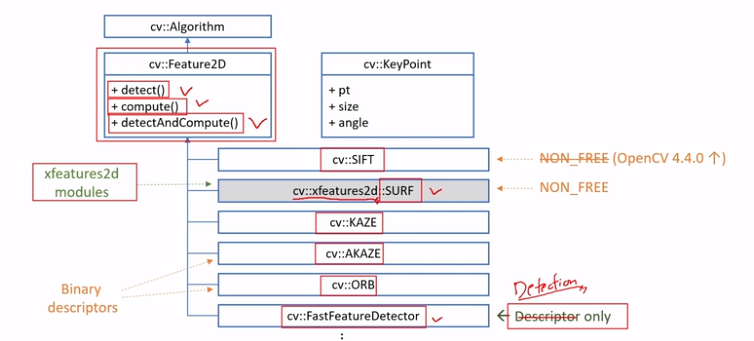 cv::Algorithm
cv::Feature2D
+ detect()
+ compute()
+ detectAndCompute()
cv::KeyPoint
+ pt
+ size
+ angle
cv::SIFT
NON_FREE (OpenCV 4.4.0 ↑)
xfeatures2d
modules
cv::xfeatures2d::SURF
NON_FREE
cv::KAZE
cv::AKAZE
Binary
descriptors
cv::ORB
Detection
cv::FastFeatureDetector
Descriptor only